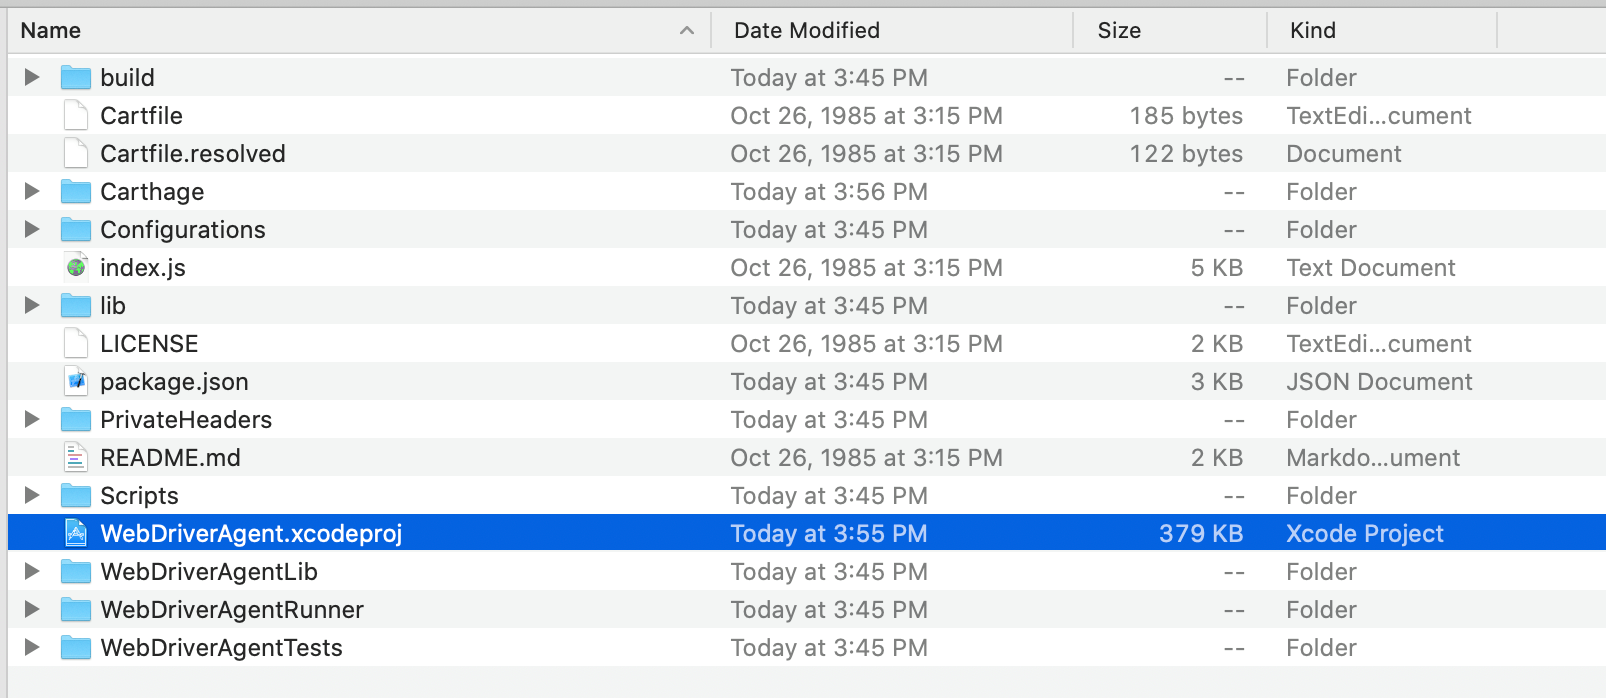 Name Date Modified Size Kind
build Today at 3:45 PM -- Folder
Cartfile Oct 26, 1985 at 3:15 PM 185 bytes TextEdi...cument
Cartfile.resolved Oct 26, 1985 at 3:15 PM 122 bytes Document
Carthage Today at 3:56 PM -- Folder
Configurations Today at 3:45 PM -- Folder
index.js Oct 26, 1985 at 3:15 PM 5 KB Text Document
lib Today at 3:45 PM -- Folder
LICENSE Oct 26, 1985 at 3:15 PM 2 KB TextEdi...cument
package.json Today at 3:45 PM 3 KB JSON Document
PrivateHeaders Today at 3:45 PM -- Folder
README.md Oct 26, 1985 at 3:15 PM 2 KB Markdo...ument
Scripts Today at 3:45 PM -- Folder
WebDriverAgent.xcodeproj Today at 3:55 PM 379 KB Xcode Project
WebDriverAgentLib Today at 3:45 PM -- Folder
WebDriverAgentRunner Today at 3:45 PM -- Folder
WebDriverAgentTests Today at 3:45 PM -- Folder